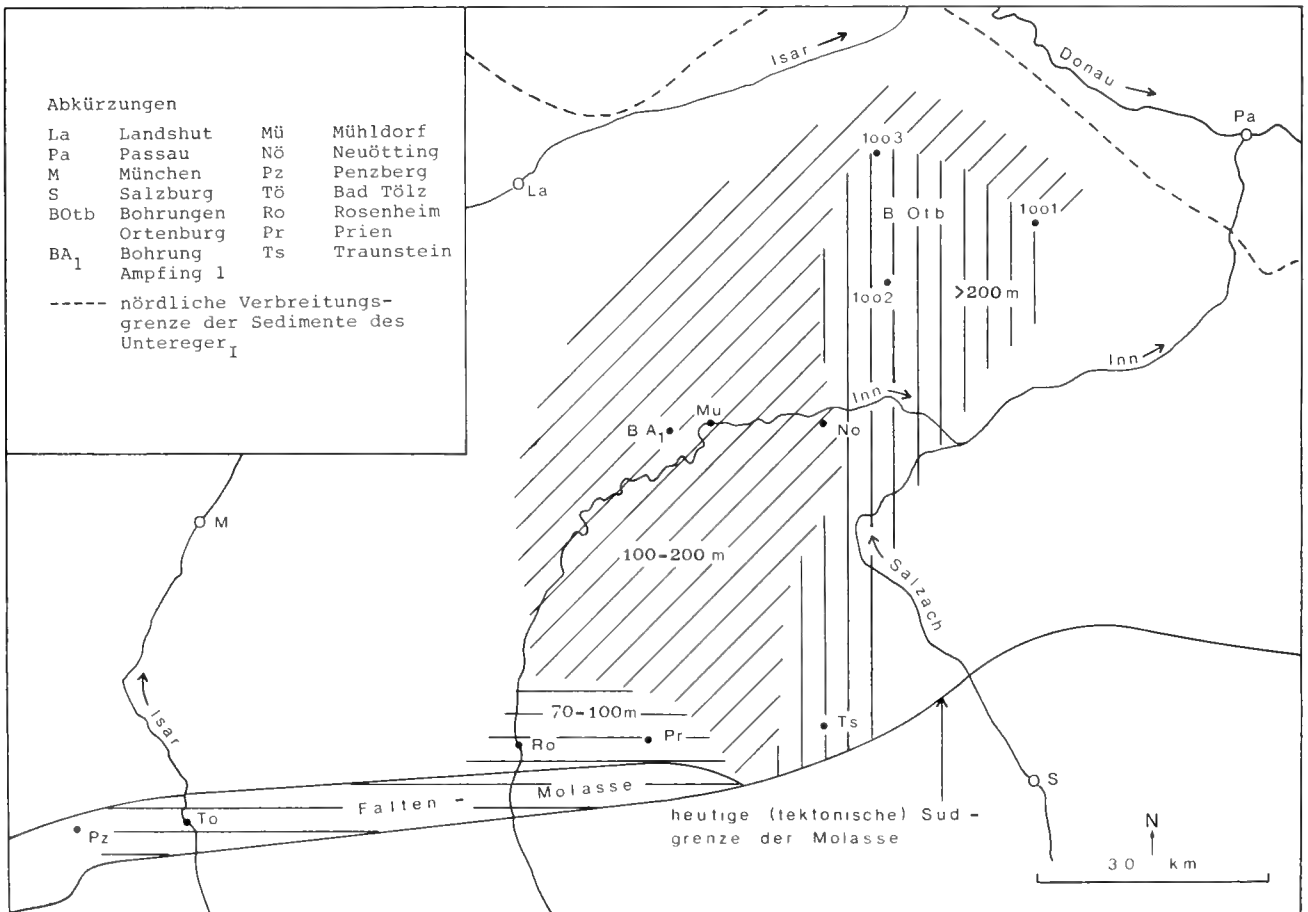 Abkürzungen
La Landshut Mü Mühldorf
Pa Passau Nö Neuötting
M München Pz Penzberg
S Salzburg Tö Bad Tölz
BOtb Bohrungen Ro Rosenheim
Ortenburg Pr Prien
BA1 Bohrung Ts Traunstein
Ampfing 1
nördliche Verbreitungs-
grenze der Sedimente des
Untereger I
Isar
Donau
Pa
La
1oo3
B Otb
1oo1
1oo2
>200 m
Inn
Inn
Mu
B A1
No
M
100-200 m
Salzach
Isar
70-100m
Ro
Pr
Ts
S
Falten - Molasse
To
Pz
heutige (tektonische) Sud -
grenze der Molasse
N
30 km